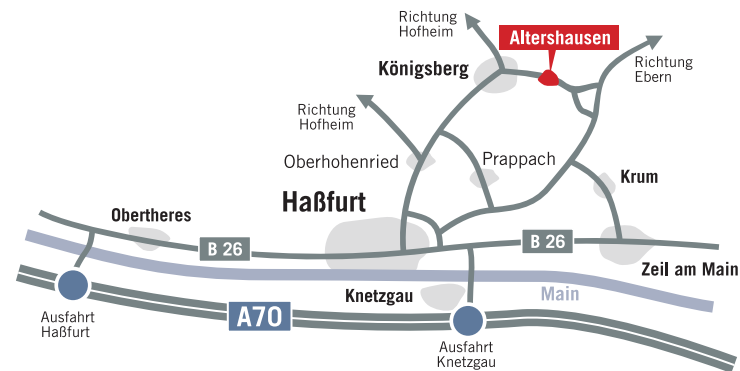 Richtung
Hofheim
Altershausen
Königsberg
Richtung
Ebern
Richtung
Hofheim
Oberhohenried
Prappach
Krum
Haßfurt
Obertheres
B 26
B 26
Zeil am Main
Knetzgau
Main
Ausfahrt
Haßfurt
A70
Ausfahrt
Knetzgau